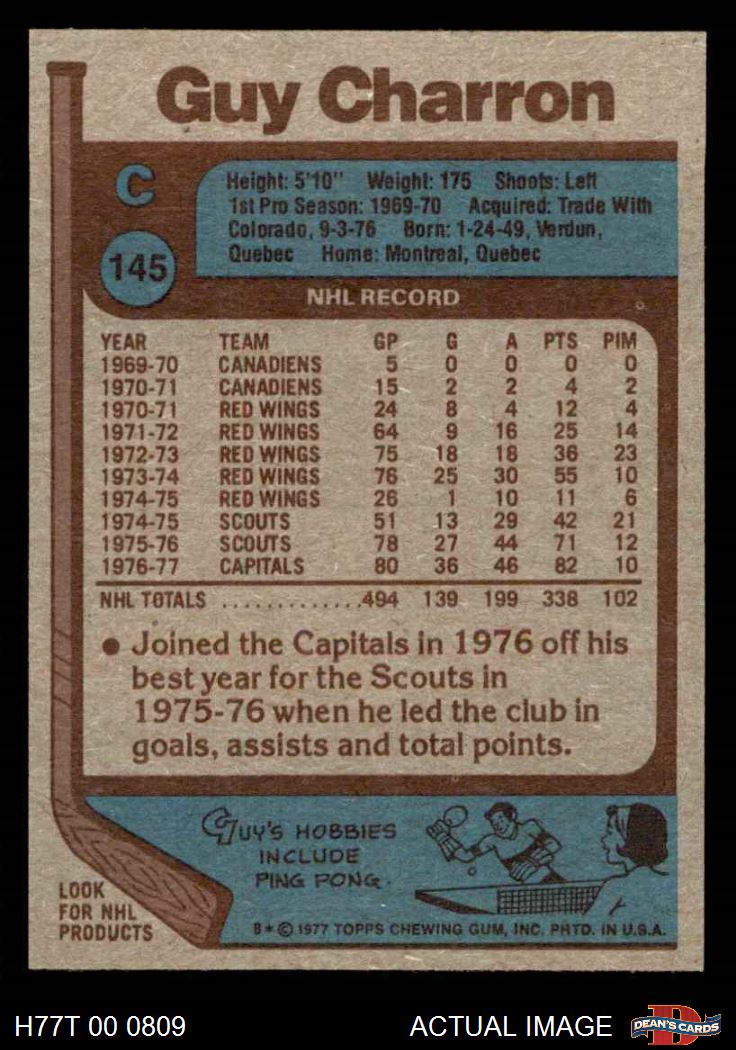 Guy Charron
C
145
Height: 5'10" Weight: 175 Shoots: Left
1st Pro Season: 1969-70 Acquired: Trade With
Colorado, 9-3-76 Born: 1-24-49, Verdun,
Quebec Home: Montreal, Quebec
NHL RECORD
YEAR TEAM GP G A PTS PIM
1969-70 CANADIENS 5 0 0 0 0
1970-71 CANADIENS 15 2 2 4 2
1970-71 RED WINGS 24 8 4 12 4
1971-72 RED WINGS 64 9 16 25 14
1972-73 RED WINGS 75 18 18 36 23
1973-74 RED WINGS 76 25 30 55 10
1974-75 RED WINGS 26 1 10 11 6
1974-75 SCOUTS 51 13 29 42 21
1975-76 SCOUTS 78 27 44 71 12
1976-77 CAPITALS 80 36 46 82 10
NHL TOTALS .............494 139 199 338 102
● Joined the Capitals in 1976 off his
best year for the Scouts in
1975-76 when he led the club in
goals, assists and total points.
GUY'S HOBBIES
INCLUDE
PING PONG.
LOOK
FOR NHL
PRODUCTS
B * © 1977 TOPPS CHEWING GUM, INC. PRTD. IN U.S.A.
H77T 00 0809 ACTUAL IMAGE D DEAN'S CARDS